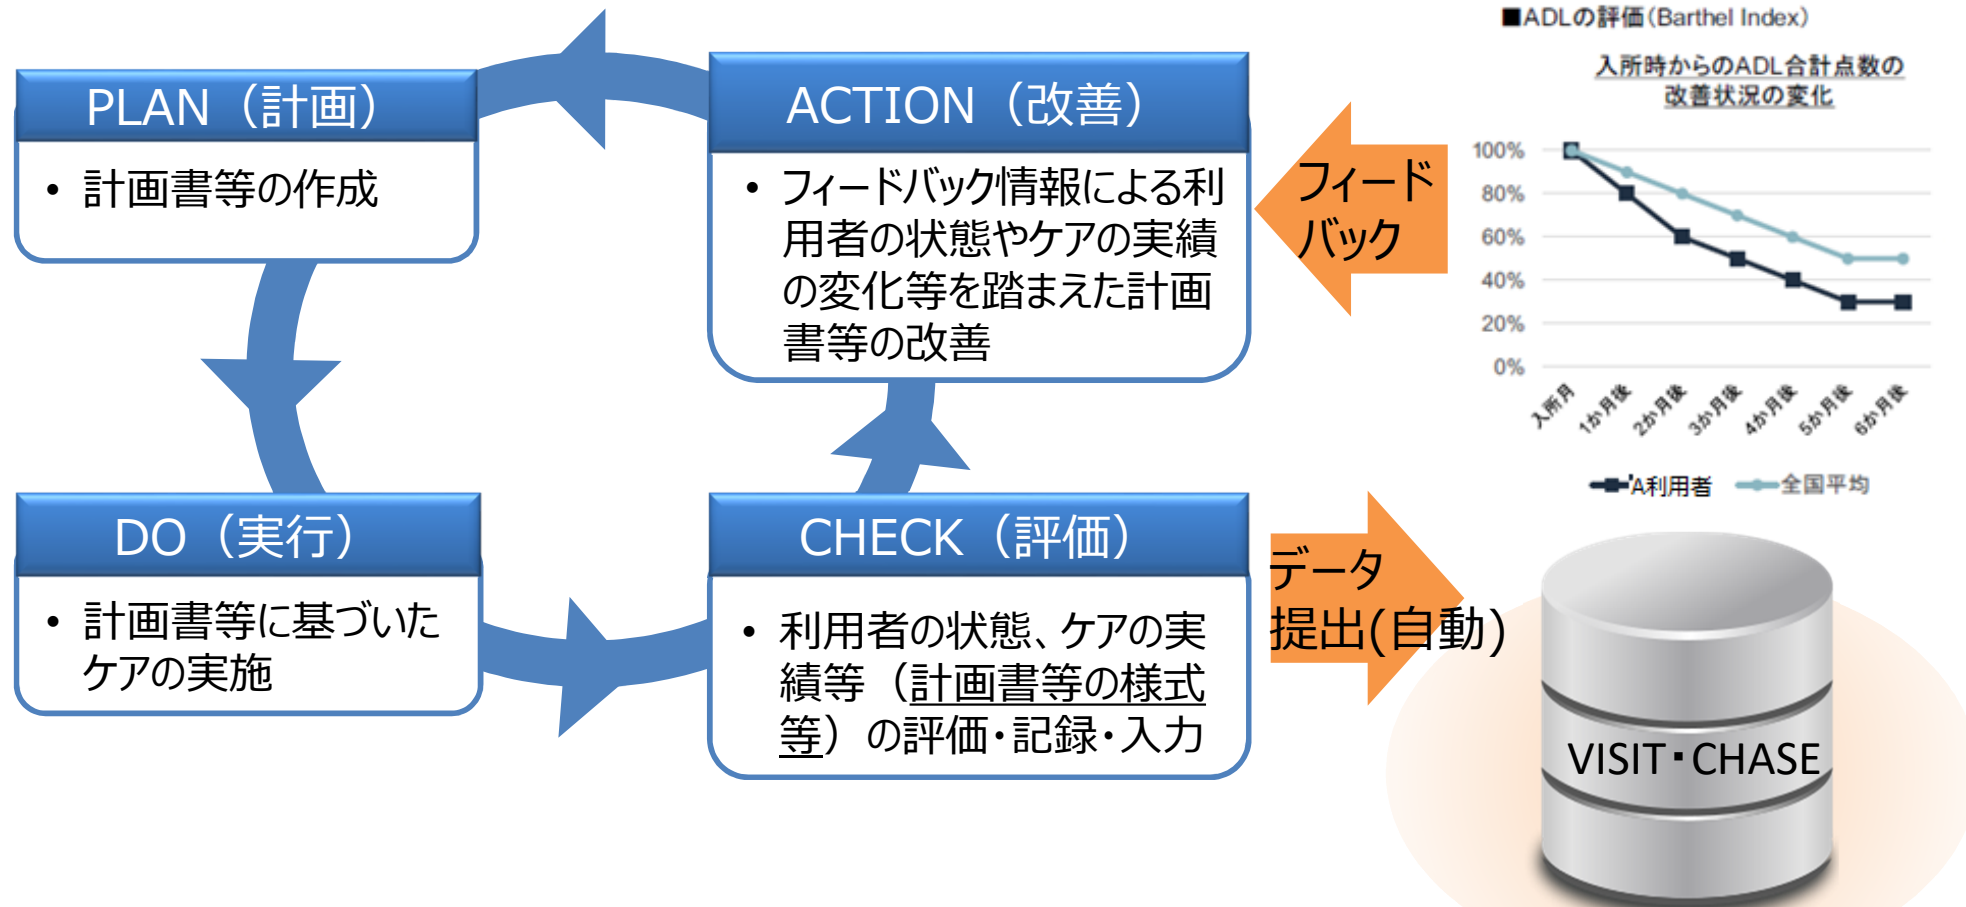 PLAN（計画）
• 計画書等の作成
ACTION（改善）
• フィードバック情報による利
用者の状態やケアの実績
の変化等を踏まえた計画
書等の改善
DO（実行）
• 計画書等に基づいた
ケアの実施
CHECK（評価）
• 利用者の状態、ケアの実
績等（計画書等の様式
等）の評価・記録・入力
フィード
バック
データ
提出(自動)
■ADLの評価（Barthel Index）
入所時からのADL合計点数の
改善状況の変化
100%
80%
60%
40%
20%
0%
入所月
1か月後
2か月後
3か月後
4か月後
5か月後
6か月後
A利用者
全国平均
VISIT・CHASE